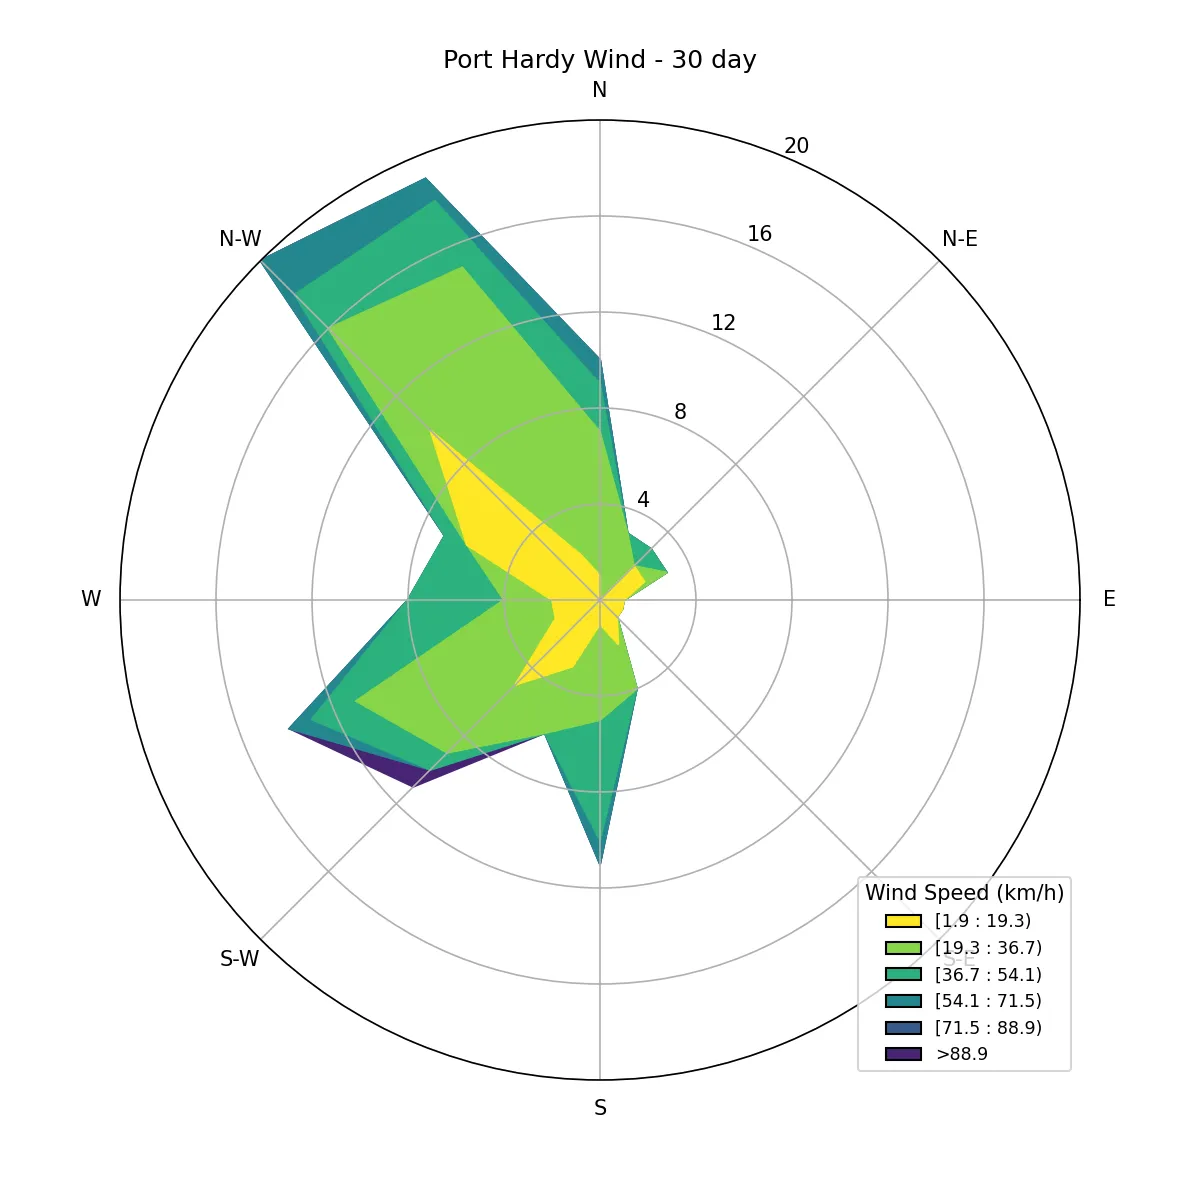 Port Hardy Wind - 30 day
N
20
N-W
N-E
16
12
8
4
W
E
S-W
S-E
S
Wind Speed (km/h)
[1.9 : 19.3)
[19.3 : 36.7)
[36.7 : 54.1)
[54.1 : 71.5)
[71.5 : 88.9)
>88.9